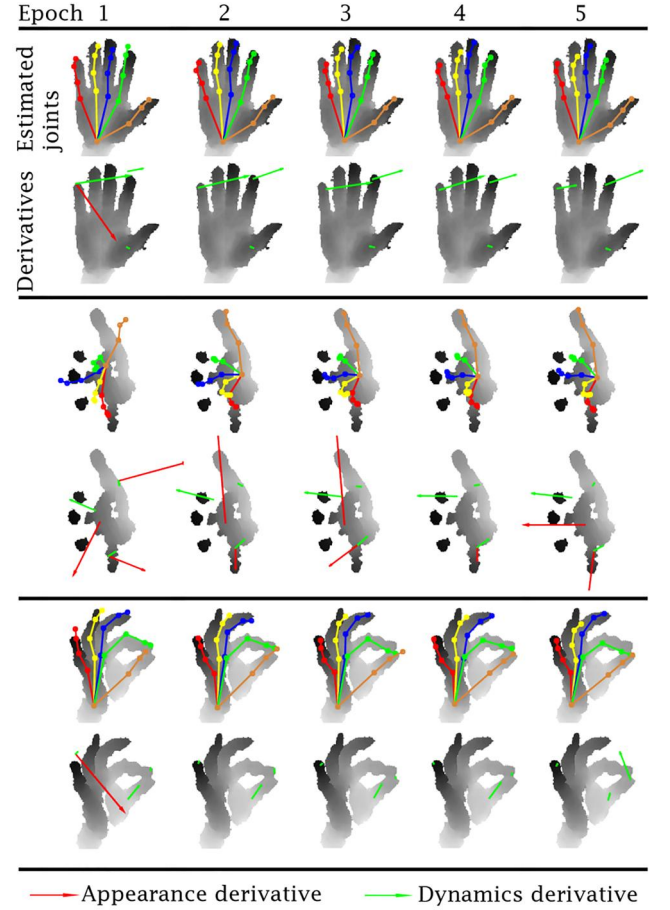 Epoch 1 2 3 4 5
Estimated
joints
Derivatives
Appearance derivative Dynamics derivative